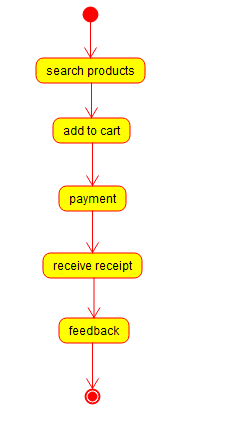 search products
add to cart
payment
receive receipt
feedback